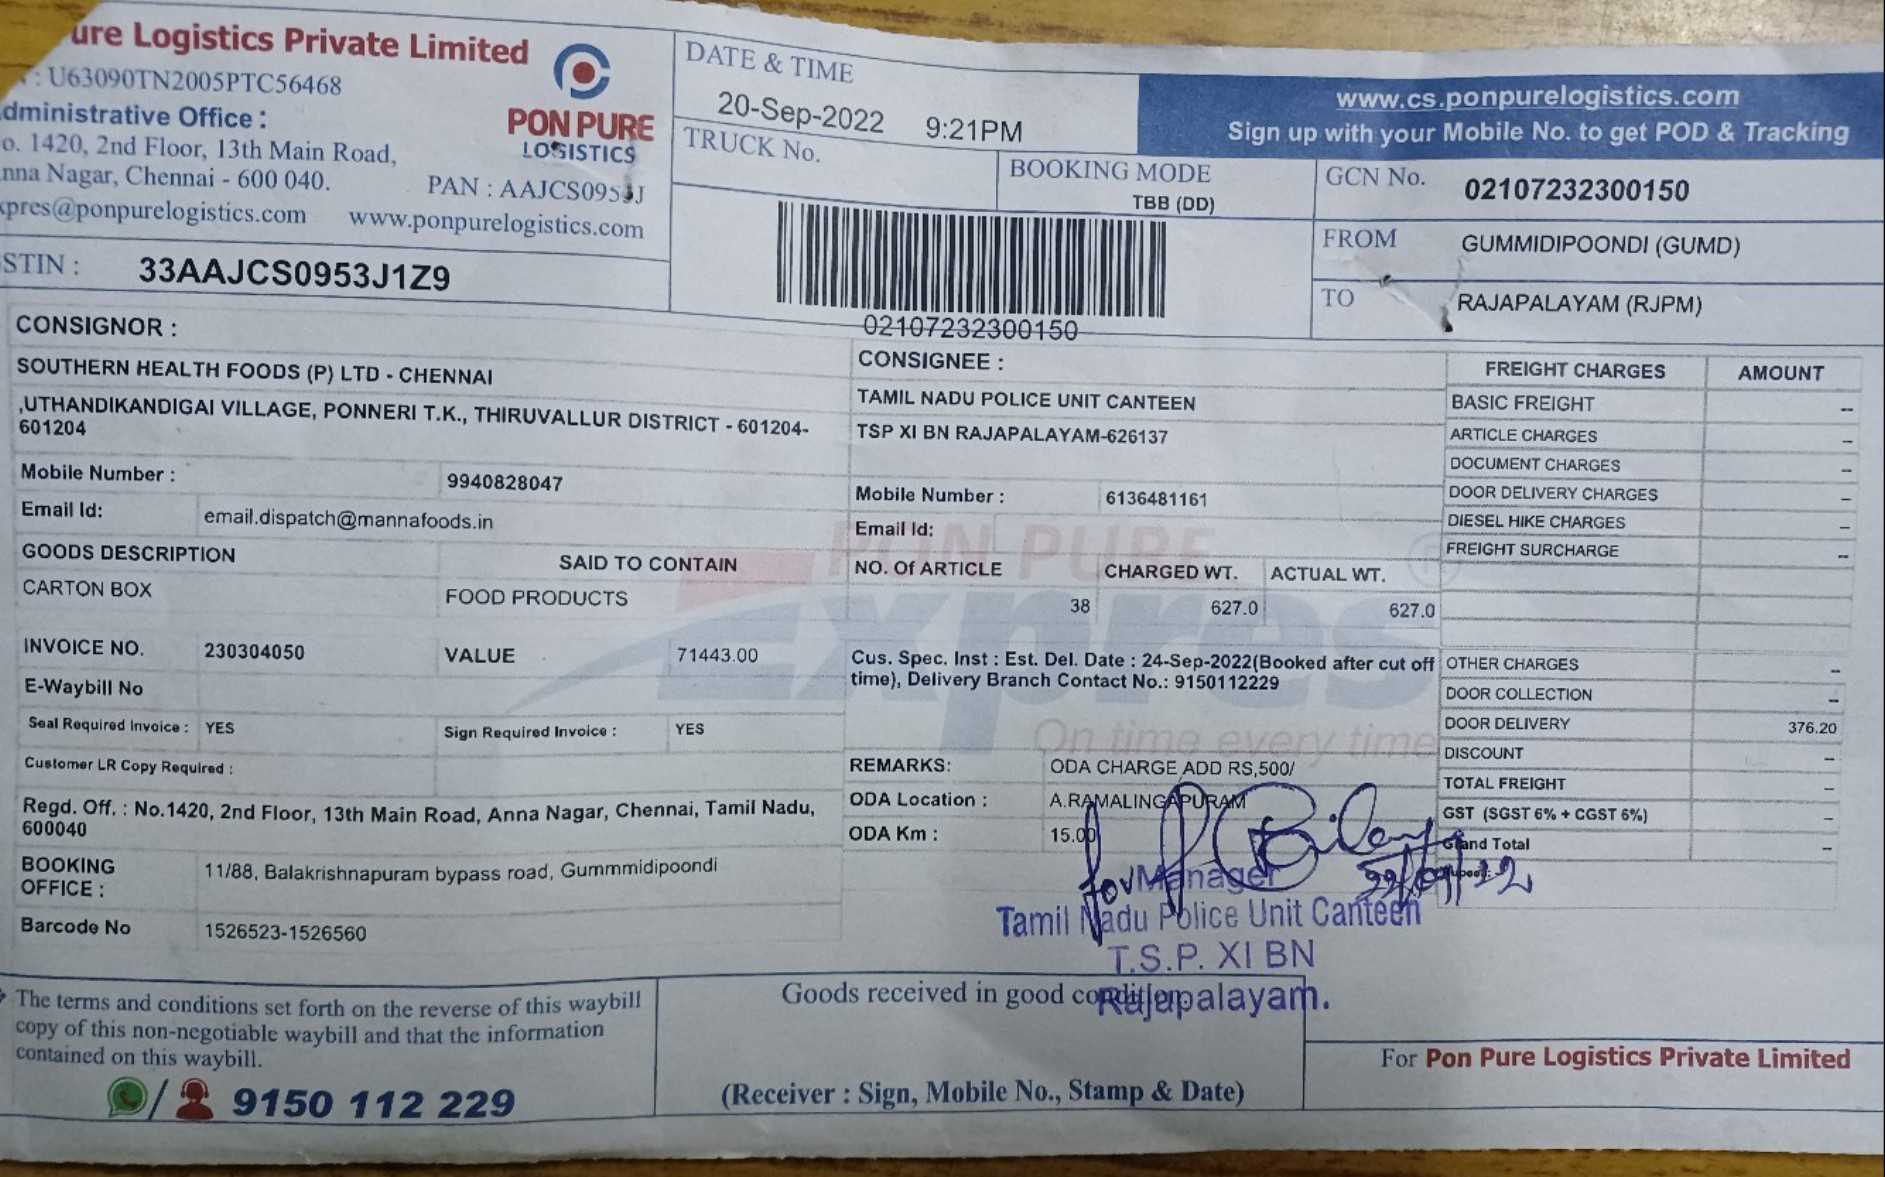 ure Logistics Private Limited
: U63090TN2005PTC56468
dministrative Office :
o. 1420, 2nd Floor, 13th Main Road,
nna Nagar, Chennai - 600 040.
PAN : AAJCS0953J
xpres@ponpurelogistics.com www.ponpurelogistics.com
PON PURE
LOGISTICS
STIN : 33AAJCS0953J1Z9
DATE & TIME
20-Sep-2022 9:21PM
TRUCK No.
BOOKING MODE
TBB (DD)
www.cs.ponpurelogistics.com
Sign up with your Mobile No. to get POD & Tracking
GCN No. 02107232300150
FROM GUMMIDIPOONDI (GUMD)
TO RAJAPALAYAM (RJPM)
02107232300150
CONSIGNOR :
SOUTHERN HEALTH FOODS (P) LTD - CHENNAI
,UTHANDIKANDIGAI VILLAGE, PONNERI T.K., THIRUVALLUR DISTRICT - 601204-
601204
Mobile Number : 9940828047
Email Id: email.dispatch@mannafoods.in
GOODS DESCRIPTION SAID TO CONTAIN
CARTON BOX FOOD PRODUCTS
INVOICE NO. 230304050 VALUE 71443.00
E-Waybill No
Seal Required Invoice : YES Sign Required Invoice : YES
Customer LR Copy Required :
Regd. Off. : No.1420, 2nd Floor, 13th Main Road, Anna Nagar, Chennai, Tamil Nadu,
600040
BOOKING
OFFICE :
11/88, Balakrishnapuram bypass road, Gummmidipoondi
Barcode No 1526523-1526560
CONSIGNEE :
TAMIL NADU POLICE UNIT CANTEEN
TSP XI BN RAJAPALAYAM-626137
Mobile Number : 6136481161
Email Id:
NO. Of ARTICLE CHARGED WT. ACTUAL WT.
38 627.0 627.0
Cus. Spec. Inst : Est. Del. Date : 24-Sep-2022(Booked after cut off
time), Delivery Branch Contact No.: 9150112229
REMARKS: ODA CHARGE ADD RS,500/
ODA Location : A.RAMALINGAPURAM
ODA Km : 15.00
PON PURE
Expres
On time every time
FREIGHT CHARGES AMOUNT
BASIC FREIGHT --
ARTICLE CHARGES --
DOCUMENT CHARGES --
DOOR DELIVERY CHARGES --
DIESEL HIKE CHARGES --
FREIGHT SURCHARGE --
OTHER CHARGES --
DOOR COLLECTION --
DOOR DELIVERY 376.20
DISCOUNT --
TOTAL FREIGHT --
GST (SGST 6% + CGST 6%) --
Grand Total --
for Manager
22/09/22
Tamil Nadu Police Unit Canteen
T.S.P. XI BN
Rajapalayam.
The terms and conditions set forth on the reverse of this waybill
copy of this non-negotiable waybill and that the information
contained on this waybill.
9150 112 229
Goods received in good condition
(Receiver : Sign, Mobile No., Stamp & Date)
For Pon Pure Logistics Private Limited